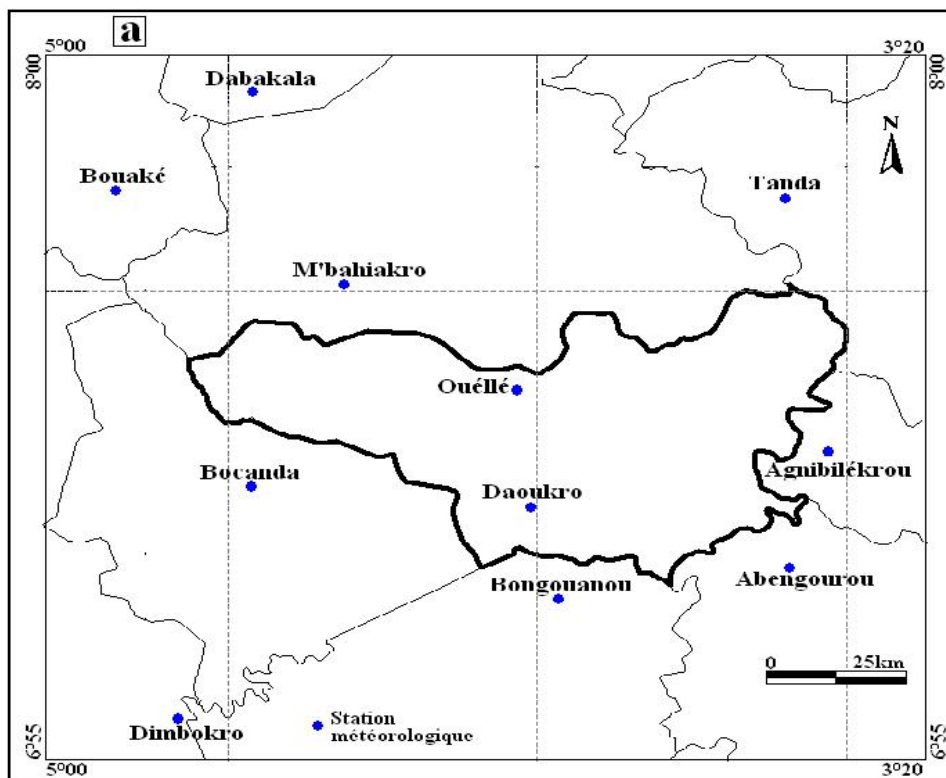 a
5°00
3°20
8°00
8°00
Dabakala
N
Bouaké
Tanda
M'bahiakro
Ouéllé
Bocanda
Agnibilékrou
Daoukro
Bongouanou
Abengourou
0 25km
Dimbokro
Station
météorologique
6°55
6°55
5°00
3°20